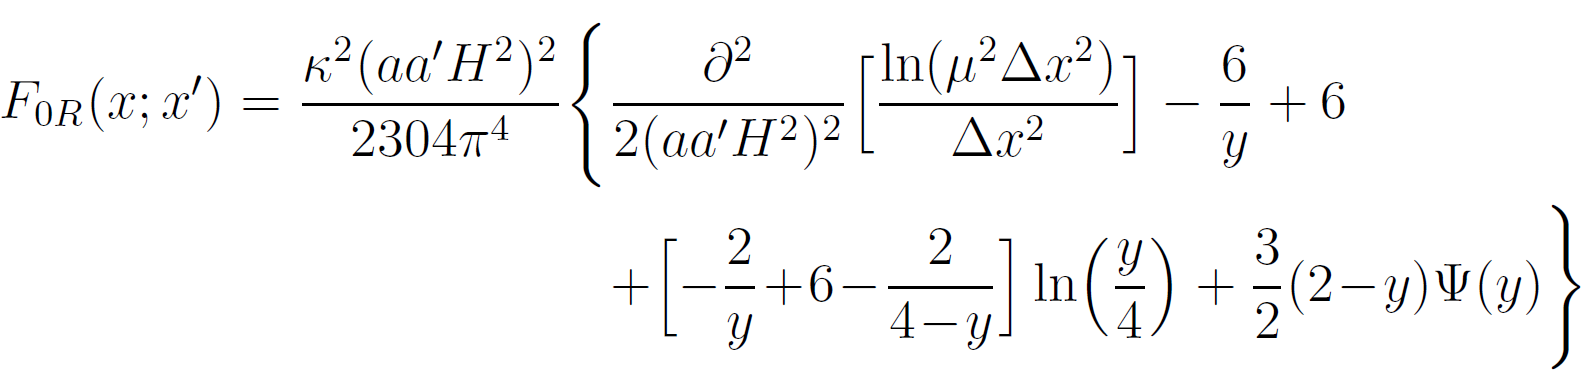 F_{0R}(x; x') = \frac{\kappa^2 (aa'H^2)^2}{2304\pi^4} \Bigg\{ \frac{\partial^2}{2(aa'H^2)^2} \Big[ \frac{\ln(\mu^2 \Delta x^2)}{\Delta x^2} \Big] - \frac{6}{y} + 6
+ \Big[ -\frac{2}{y} + 6 - \frac{2}{4-y} \Big] \ln\Big(\frac{y}{4}\Big) + \frac{3}{2}(2-y)\Psi(y) \Bigg\}